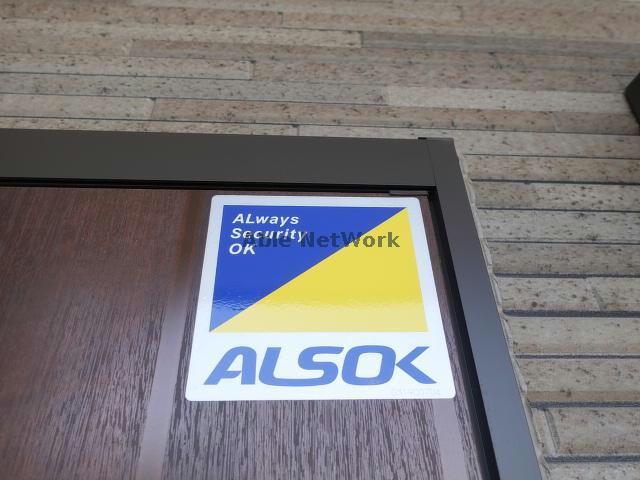 ALways
Security
OK
Able NetWork
ALSOK